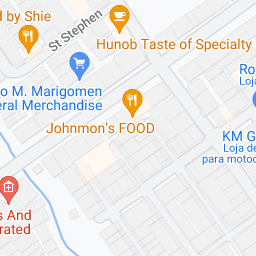 d by Shie
St Stephen
Hunob Taste of Specialty
o M. Marigomen
eral Merchandise
Ro
Loja
Johnmon's FOOD
KM G
Loja de
para motoc
s And
rated